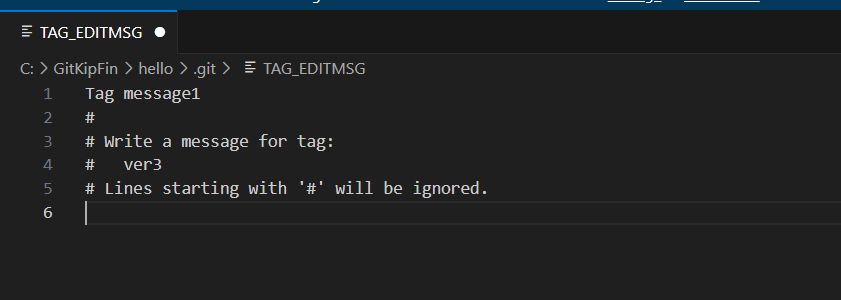 TAG_EDITMSG
C: > GitKipFin > hello > .git > TAG_EDITMSG
1 Tag message1
2 #
3 # Write a message for tag:
4 #   ver3
5 # Lines starting with '#' will be ignored.
6